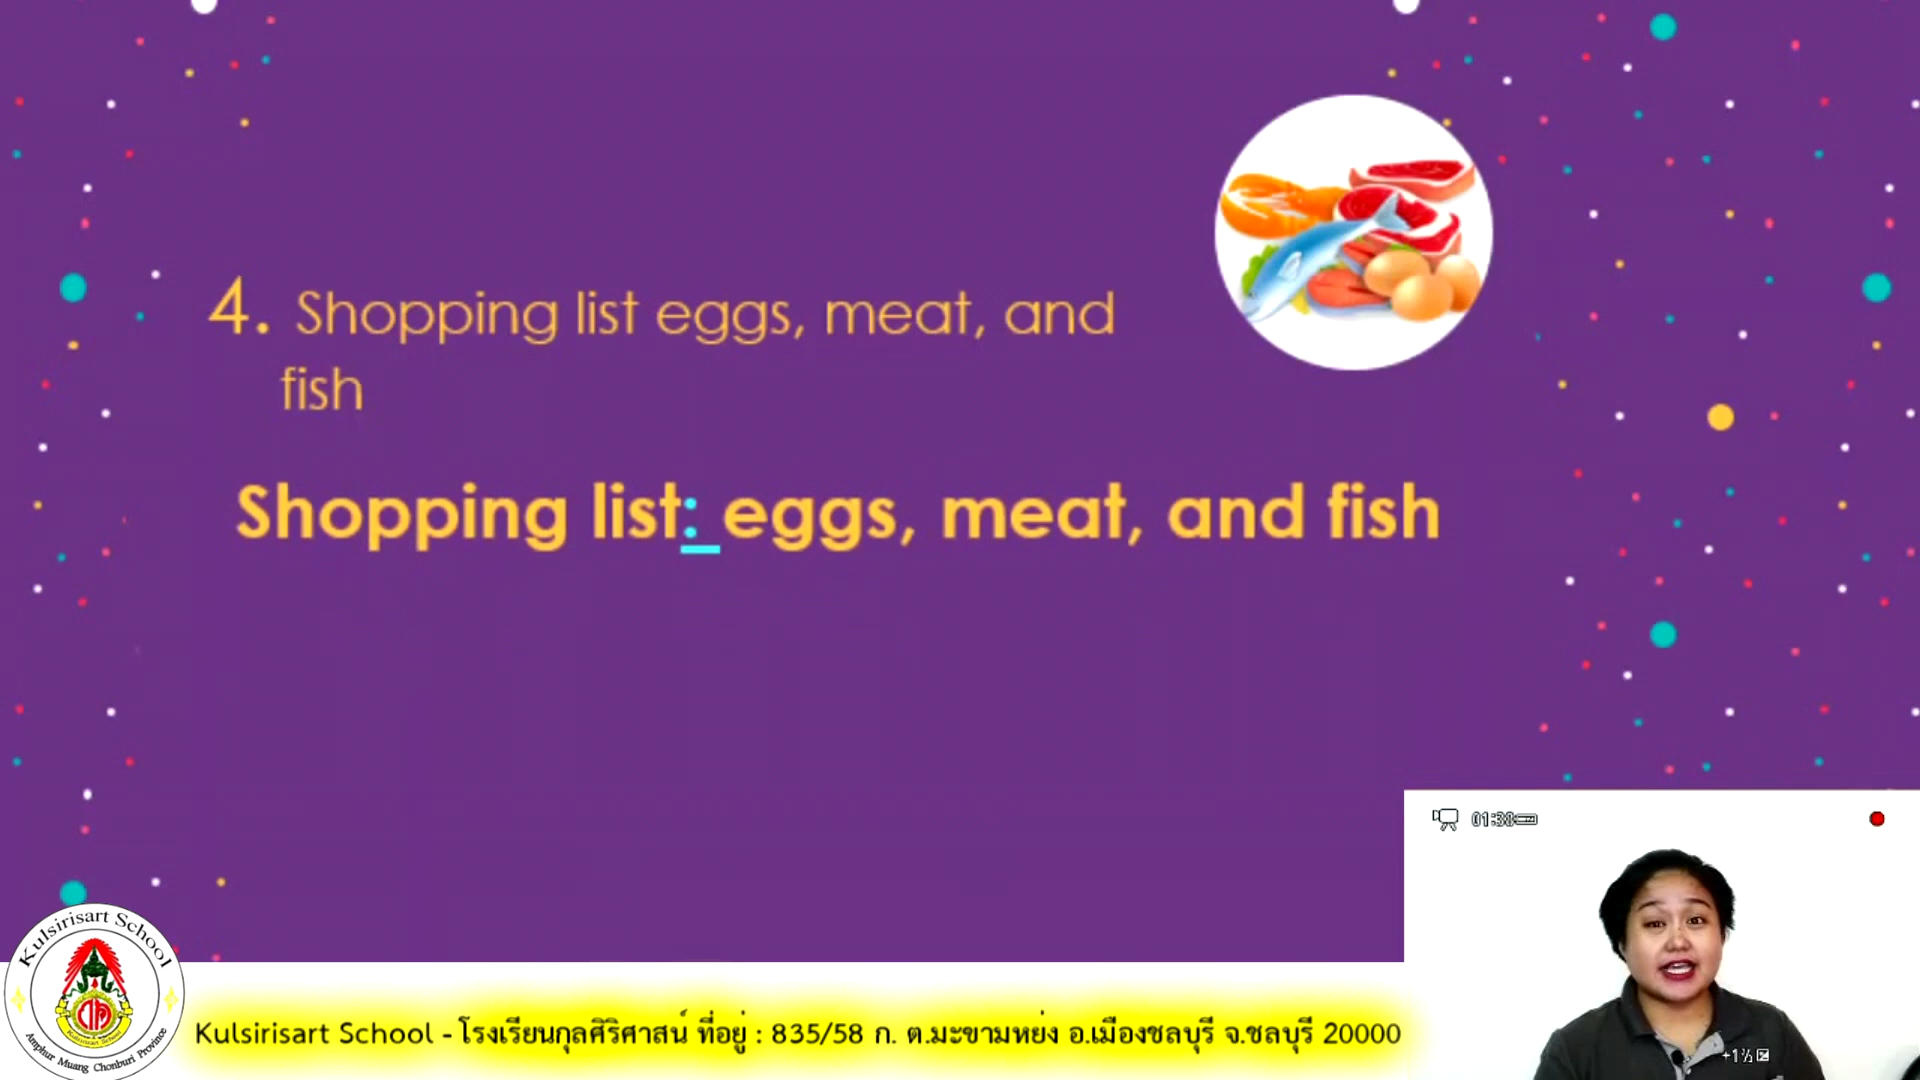 4. Shopping list eggs, meat, and
fish
Shopping list: eggs, meat, and fish
01:30
+1⅓
Kulsirisart School
Amphur Muang Chonburi Province
Kulsirisart School - โรงเรียนกุลศิริศาสน์ ที่อยู่ : 835/58 ก. ต.มะขามหย่ง อ.เมืองชลบุรี จ.ชลบุรี 20000